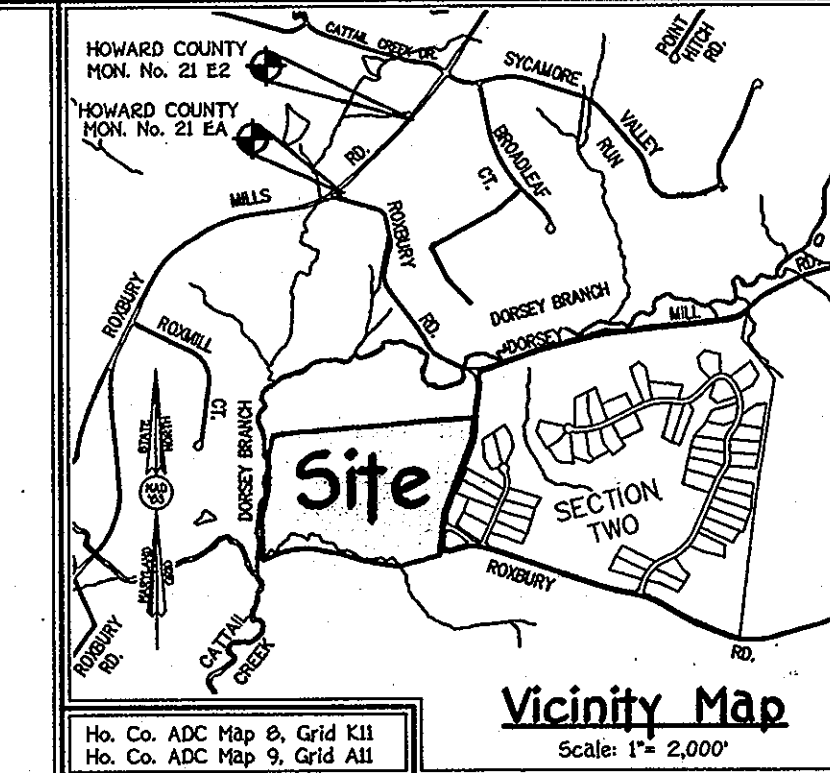 HOWARD COUNTY
MON. No. 21 E2
HOWARD COUNTY
MON. No. 21 EA
CATTAIL CREEK DR.
SYCAMORE
VALLEY
POINT
HITCH
RD.
RUN
BROADLEAF
CT.
RD.
MILLS
ROXBURY
ROXBURY
RD.
ROXMILL
CT.
DORSEY BRANCH
DORSEY
MILL
RD.
STATE
NORTH
NAD
'83
MARYLAND
GRID
DORSEY BRANCH
Site
SECTION
TWO
ROXBURY
RD.
ROXBURY
RD.
CATTAIL
CREEK
Vicinity Map
Scale: 1"= 2,000'
Ho. Co. ADC Map 8, Grid K11
Ho. Co. ADC Map 9, Grid A11